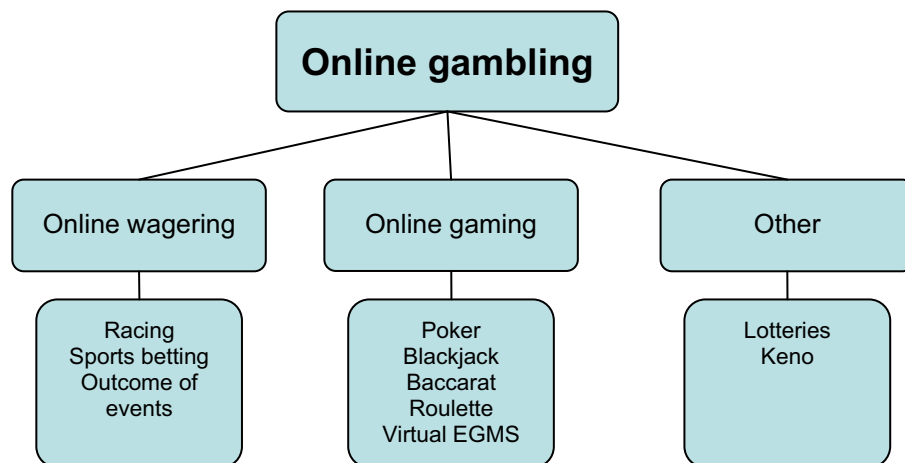 Online gambling
Online wagering
Online gaming
Other
Racing
Sports betting
Outcome of
events
Poker
Blackjack
Baccarat
Roulette
Virtual EGMS
Lotteries
Keno